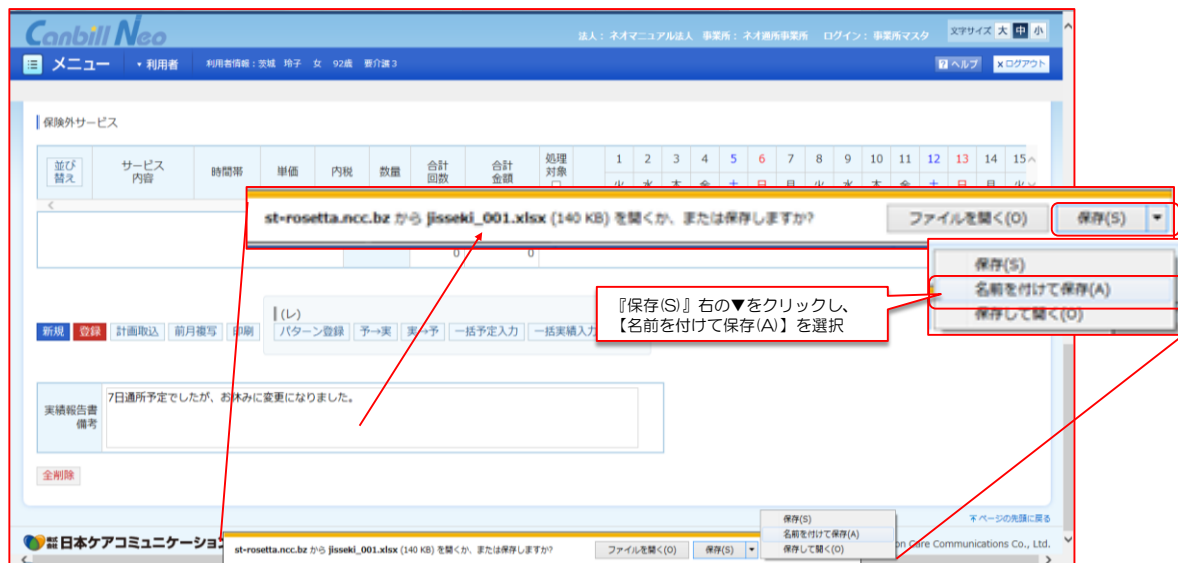 Canbill Neo
法人：ネオマニュアル法人 事業所：ネオ通所事業所 ログイン：事業所マスタ 文字サイズ 大 中 小
メニュー ・利用者 利用者情報：茨城 玲子 女 92歳 要介護3 ? ヘルプ ×ログアウト
保険外サービス
並び替え サービス内容 時間帯 単価 内税 数量 合計回数 合計金額 処理対象 1 2 3 4 5 6 7 8 9 10 11 12 13 14 15
火 水 木 金 土 日 月 火 水 木 金 土 日 月 火
st-rosetta.ncc.bz から jisseki_001.xlsx (140 KB) を開くか、または保存しますか? ファイルを開く(O) 保存(S) ▼
0 0
保存(S)
名前を付けて保存(A)
保存して開く(O)
『保存(S)』右の▼をクリックし、
【名前を付けて保存(A)】を選択
(レ)
新規 登録 計画取込 前月複写 印刷 パターン登録 予→実 実→予 一括予定入力 一括実績入力
実績報告書備考
7日通所予定でしたが、お休みに変更になりました。
全削除
ページの先頭に戻る
日本ケアコミュニケーション
on Care Communications Co., Ltd.
保存(S)
名前を付けて保存(A)
保存して開く(O)
st-rosetta.ncc.bz から jisseki_001.xlsx (140 KB) を開くか、または保存しますか? ファイルを開く(O) 保存(S) ▼